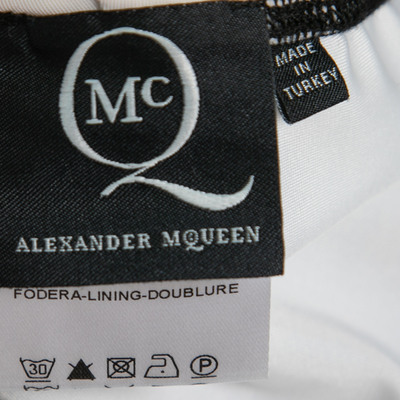 McQ
ALEXANDER MCQUEEN
MADE
IN
TURKEY
FODERA-LINING-DOUBLURE
30
P